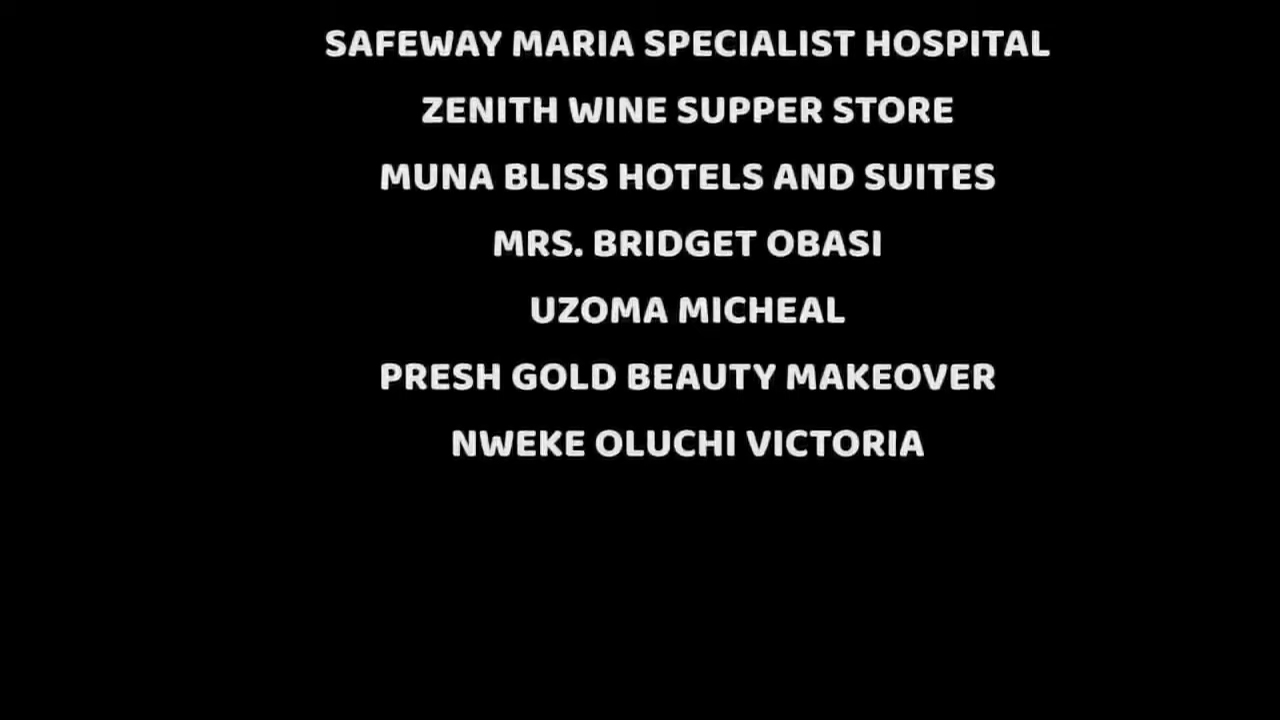 SAFEWAY MARIA SPECIALIST HOSPITAL
ZENITH WINE SUPPER STORE
MUNA BLISS HOTELS AND SUITES
MRS. BRIDGET OBASI
UZOMA MICHEAL
PRESH GOLD BEAUTY MAKEOVER
NWEKE OLUCHI VICTORIA